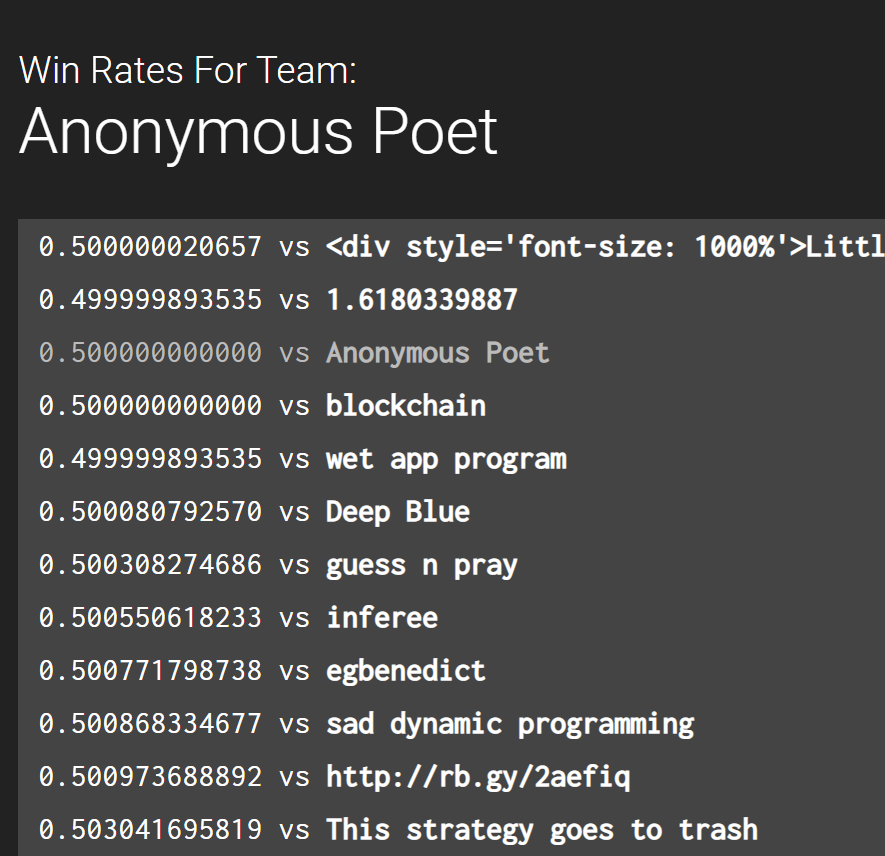 Win Rates For Team:
Anonymous Poet
0.500000020657 vs <div style='font-size: 1000%'>Littl
0.499999893535 vs 1.6180339887
0.500000000000 vs Anonymous Poet
0.500000000000 vs blockchain
0.499999893535 vs wet app program
0.500080792570 vs Deep Blue
0.500308274686 vs guess n pray
0.500550618233 vs inferee
0.500771798738 vs egbenedict
0.500868334677 vs sad dynamic programming
0.500973688892 vs http://rb.gy/2aefiq
0.503041695819 vs This strategy goes to trash